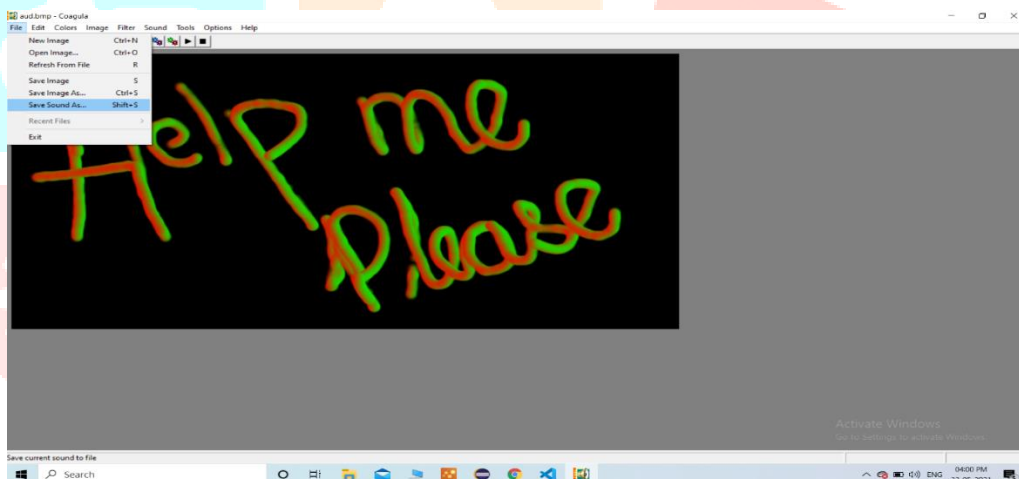 aud.bmp - Coagula
File Edit Colors Image Filter Sound Tools Options Help
New Image Ctrl+N
Open Image... Ctrl+O
Refresh From File R
Save Image S
Save Image As... Ctrl+S
Save Sound As... Shift+S
Recent Files >
Exit
Help me
Please
Activate Windows
Go to Settings to activate Windows.
Save current sound to file
Search
ENG
04:00 PM